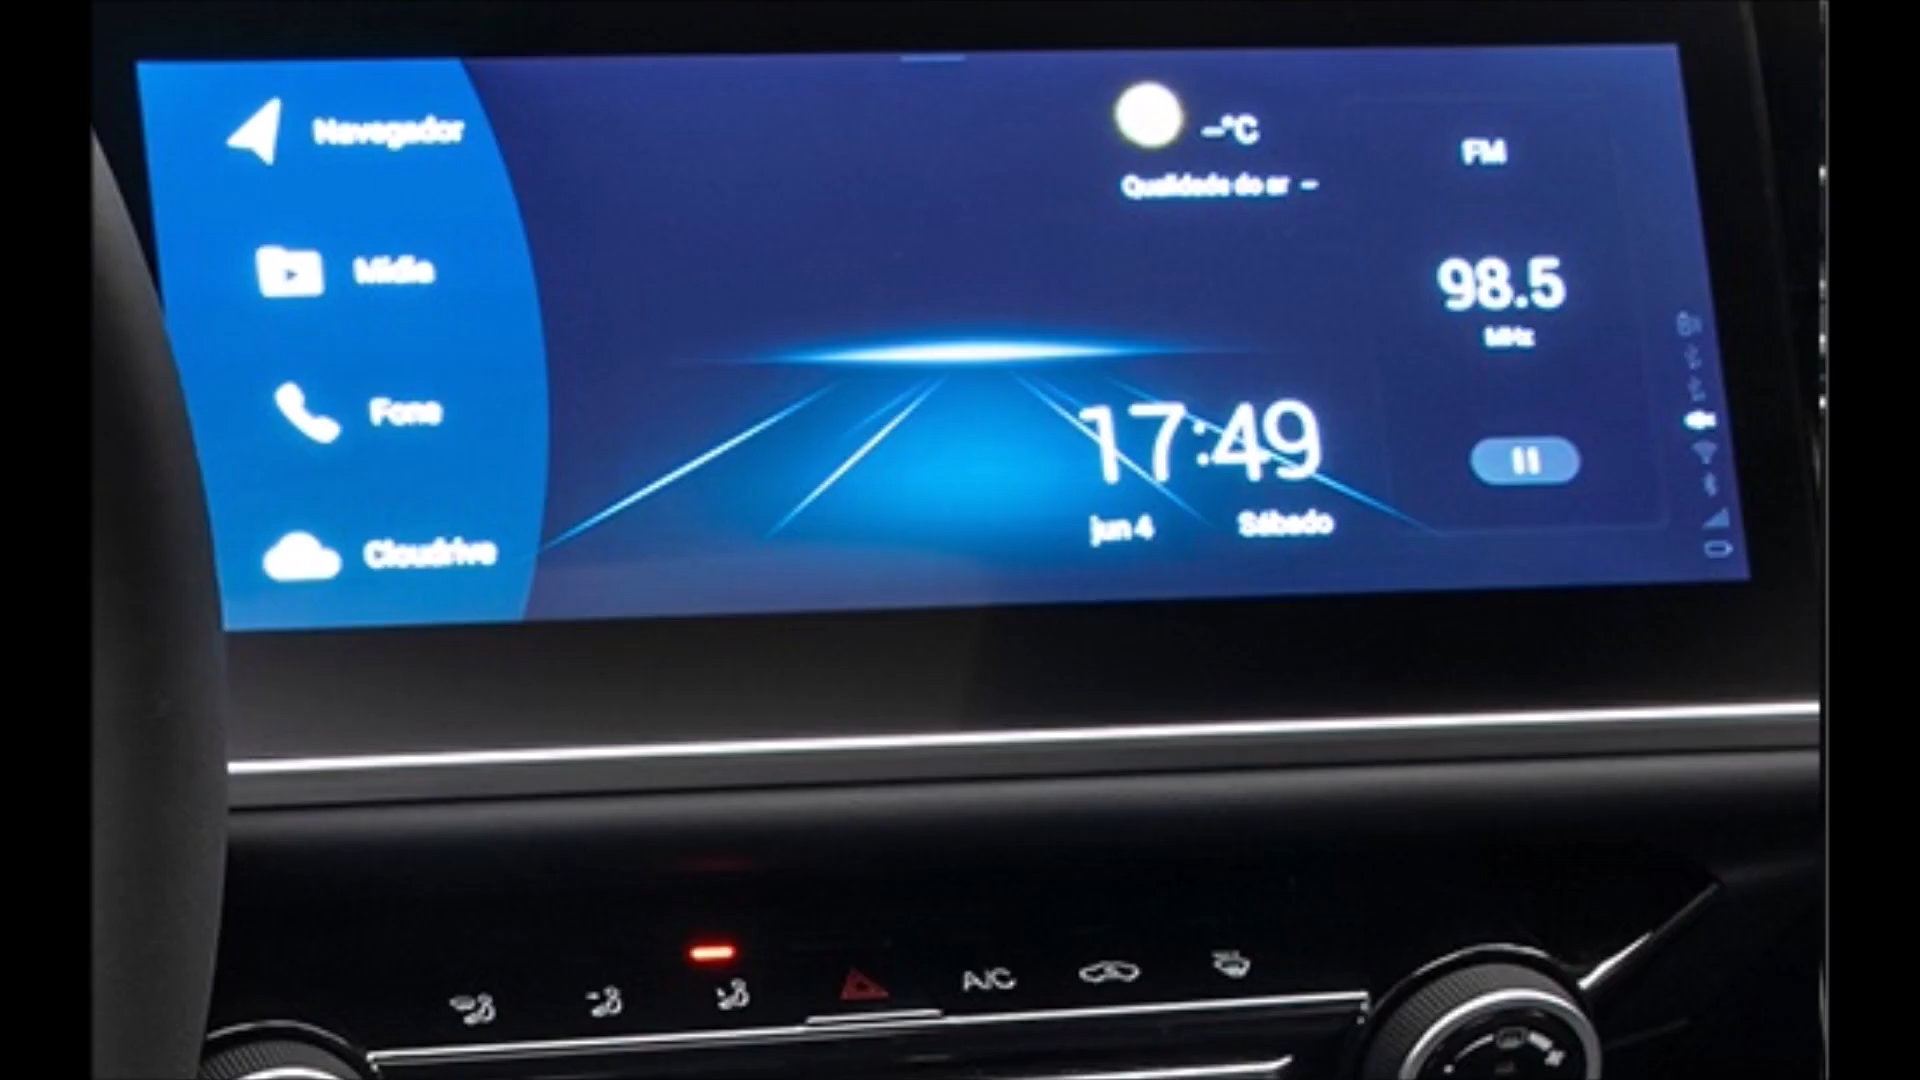 Navegador
Mídia
Fone
Cloudrive
–°C
Qualidade do ar –
17:49
jun 4 Sábado
FM
98.5
MHz
A/C